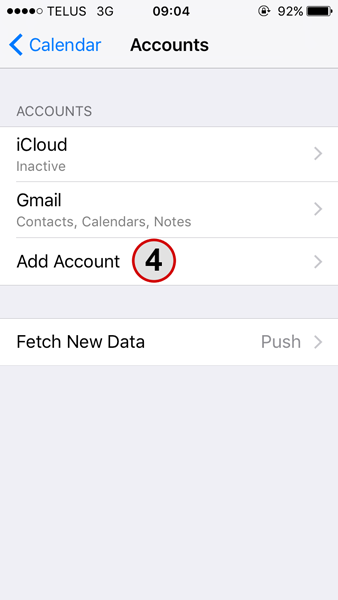 TELUS 3G 09:04 92%
Calendar Accounts
ACCOUNTS
iCloud
Inactive
Gmail
Contacts, Calendars, Notes
Add Account 4
Fetch New Data Push